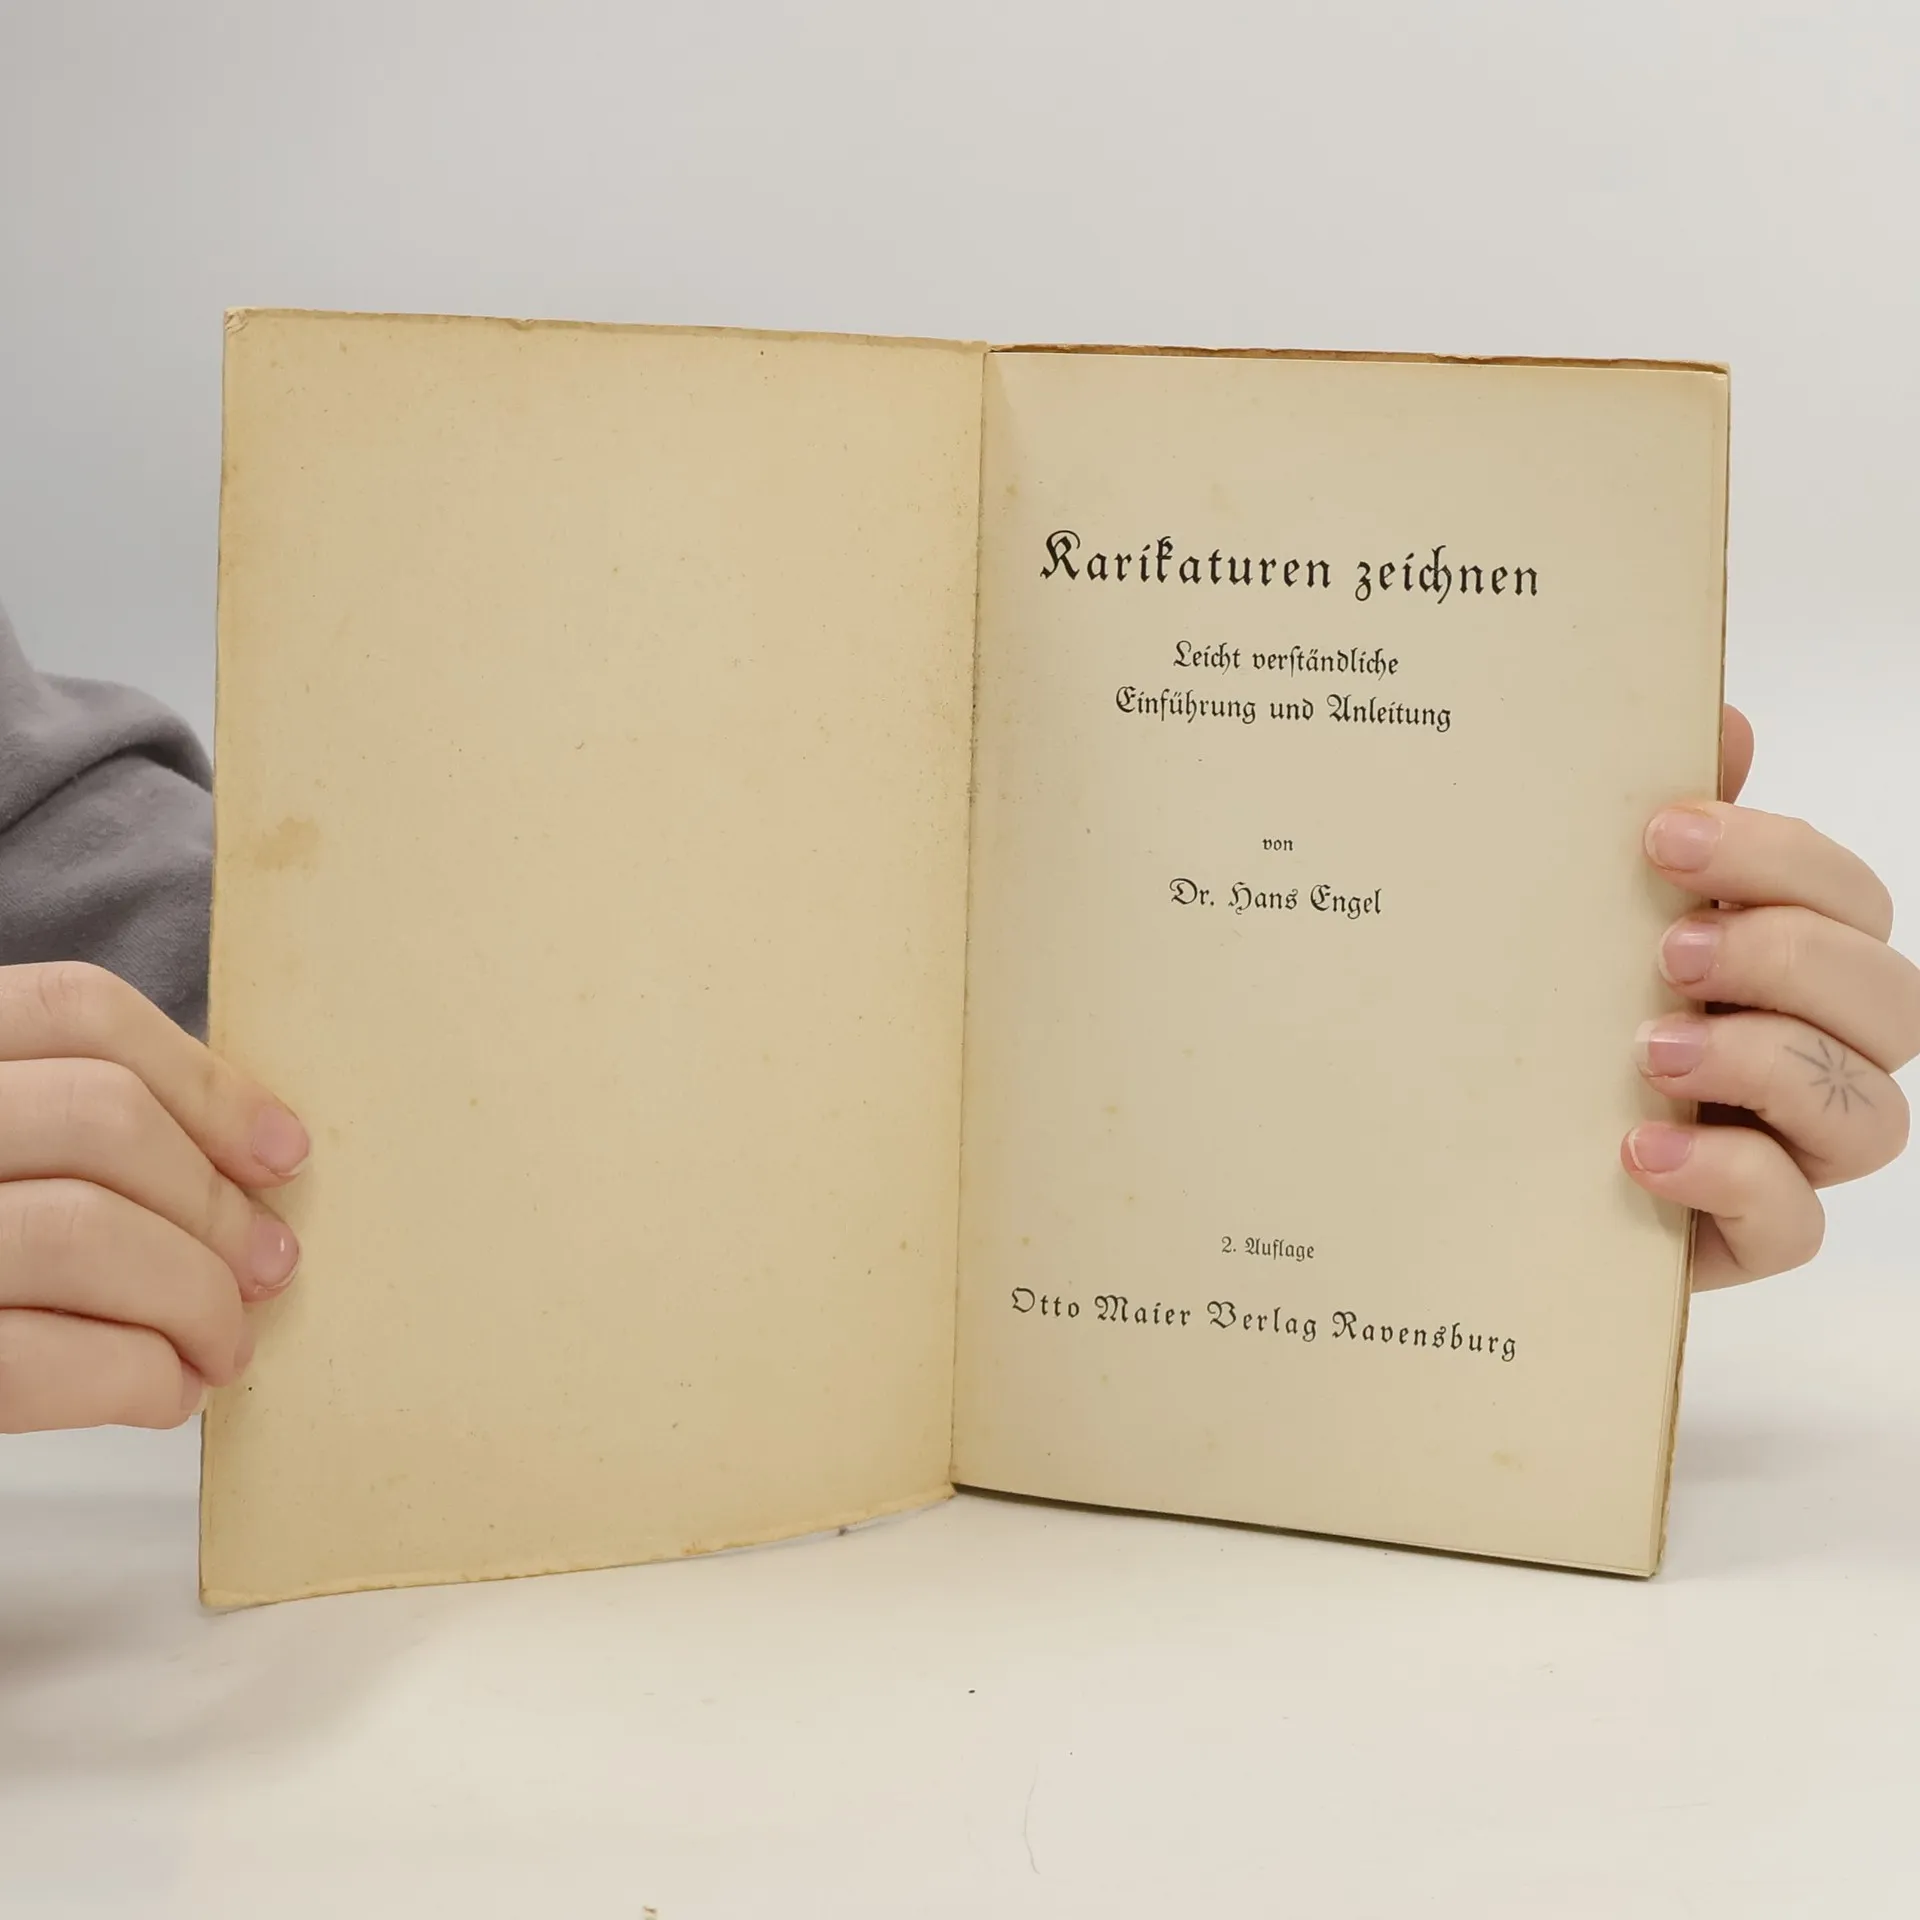 Karikaturen zeichnen
Leicht verständliche
Einführung und Anleitung
von
Dr. Hans Engel
2. Auflage
Otto Maier Verlag Ravensburg